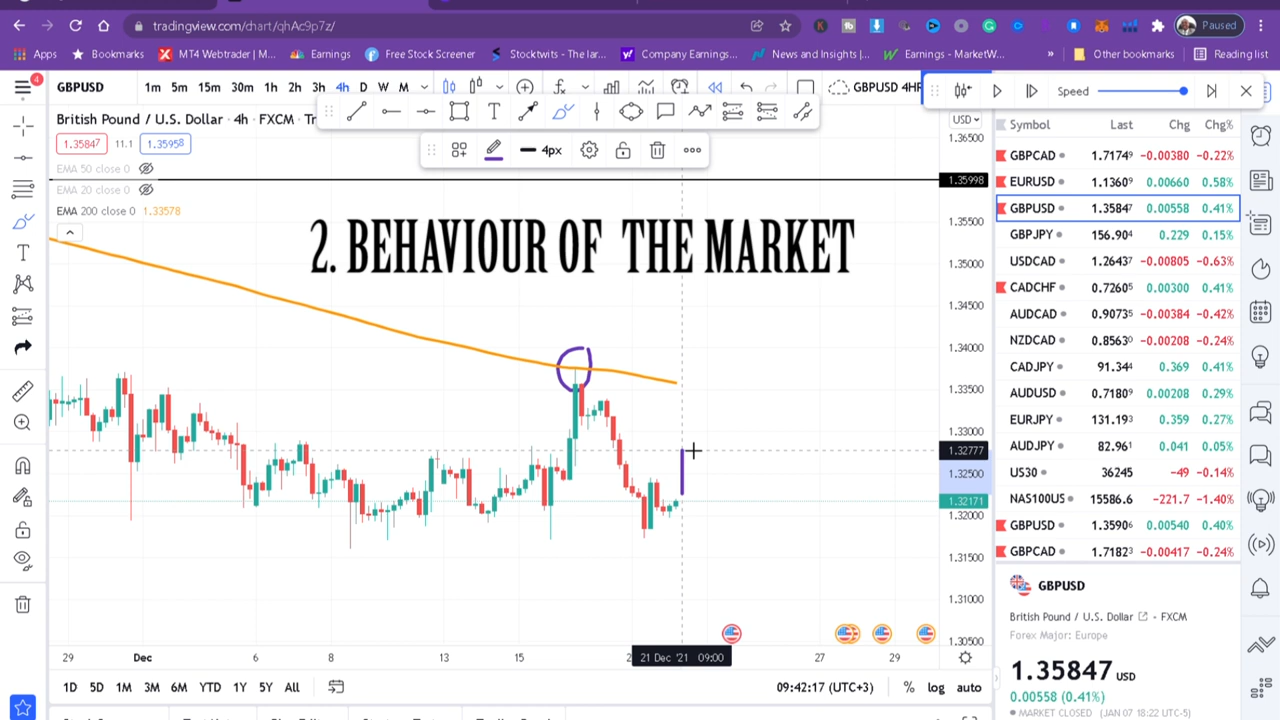 tradingview.com/chart/qhAc9p7z/
Paused
Apps Bookmarks MT4 Webtrader | M... Earnings Free Stock Screener Stocktwits - The lar... Company Earnings... News and Insights |... Earnings - MarketW... » Other bookmarks Reading list
4 GBPUSD 1m 5m 15m 30m 1h 2h 3h 4h D W M GBPUSD 4HR Speed
British Pound / U.S. Dollar • 4h • FXCM • Tr USD
4px
1.35847 11.1 1.35958
EMA 50 close 0
EMA 20 close 0
EMA 200 close 0 1.33578
2. BEHAVIOUR OF THE MARKET
1.36500
1.35998
1.35500
1.35000
1.34500
1.34000
1.33500
1.33000
1.32777
1.32500
1.32171
1.32000
1.31500
1.31000
1.30500
29 Dec 6 8 13 15 2 21 Dec '21 09:00 27 29
1D 5D 1M 3M 6M YTD 1Y 5Y All 09:42:17 (UTC+3) % log auto
Symbol Last Chg Chg%
GBPCAD 1.71749 -0.00380 -0.22%
EURUSD 1.13609 0.00660 0.58%
GBPUSD 1.35847 0.00558 0.41%
GBPJPY 156.904 0.229 0.15%
USDCAD 1.26437 -0.00805 -0.63%
CADCHF 0.72605 0.00300 0.41%
AUDCAD 0.90735 -0.00384 -0.42%
NZDCAD 0.85630 -0.00208 -0.24%
CADJPY 91.344 0.369 0.41%
AUDUSD 0.71809 0.00208 0.29%
EURJPY 131.193 0.359 0.27%
AUDJPY 82.961 0.041 0.05%
US30 36245 -49 -0.14%
NAS100US 15586.6 -221.7 -1.40%
GBPUSD 1.35906 0.00540 0.40%
GBPCAD 1.71823 -0.00417 -0.24%
GBPUSD
British Pound / U.S. Dollar • FXCM
Forex Major: Europe
1.35847 USD
0.00558 (0.41%)
MARKET CLOSED (JAN 07 18:22 UTC-5)